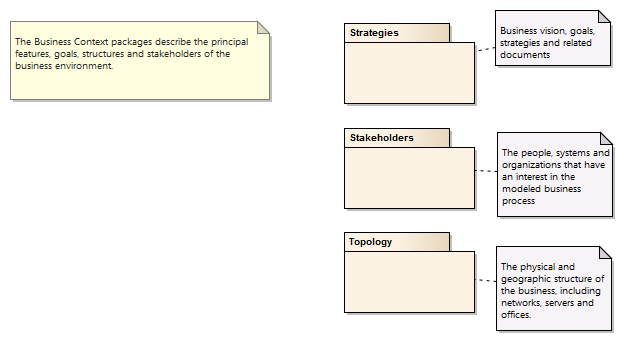 The Business Context packages describe the principal
features, goals, structures and stakeholders of the
business environment.
Strategies
Business vision, goals,
strategies and related
documents
Stakeholders
The people, systems and
organizations that have
an interest in the
modeled business
process
Topology
The physical and
geographic structure of
the business, including
networks, servers and
offices.